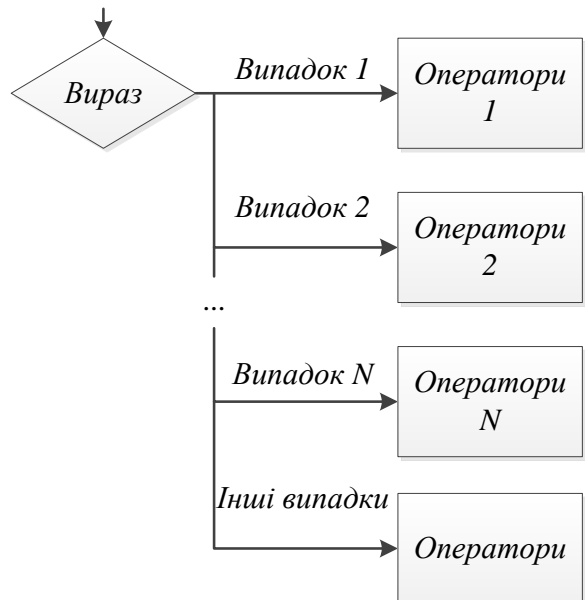 Вираз
Випадок 1
Оператори
1
Випадок 2
Оператори
2
...
Випадок N
Оператори
N
Інші випадки
Оператори